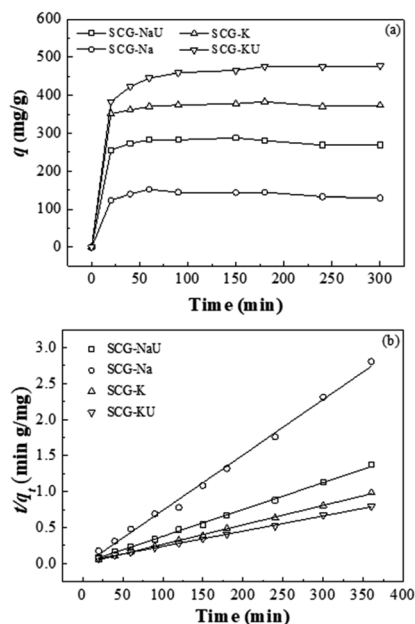 SCG-NaU SCG-K (a)
SCG-Na SCG-KU
600
500
400
300
200
100
0
q (mg/g)
0 50 100 150 200 250 300
Time (min)
(b)
SCG-NaU
SCG-Na
SCG-K
SCG-KU
3.0
2.5
2.0
1.5
1.0
0.5
0.0
t/qt (min g/mg)
0 50 100 150 200 250 300 350 400
Time (min)